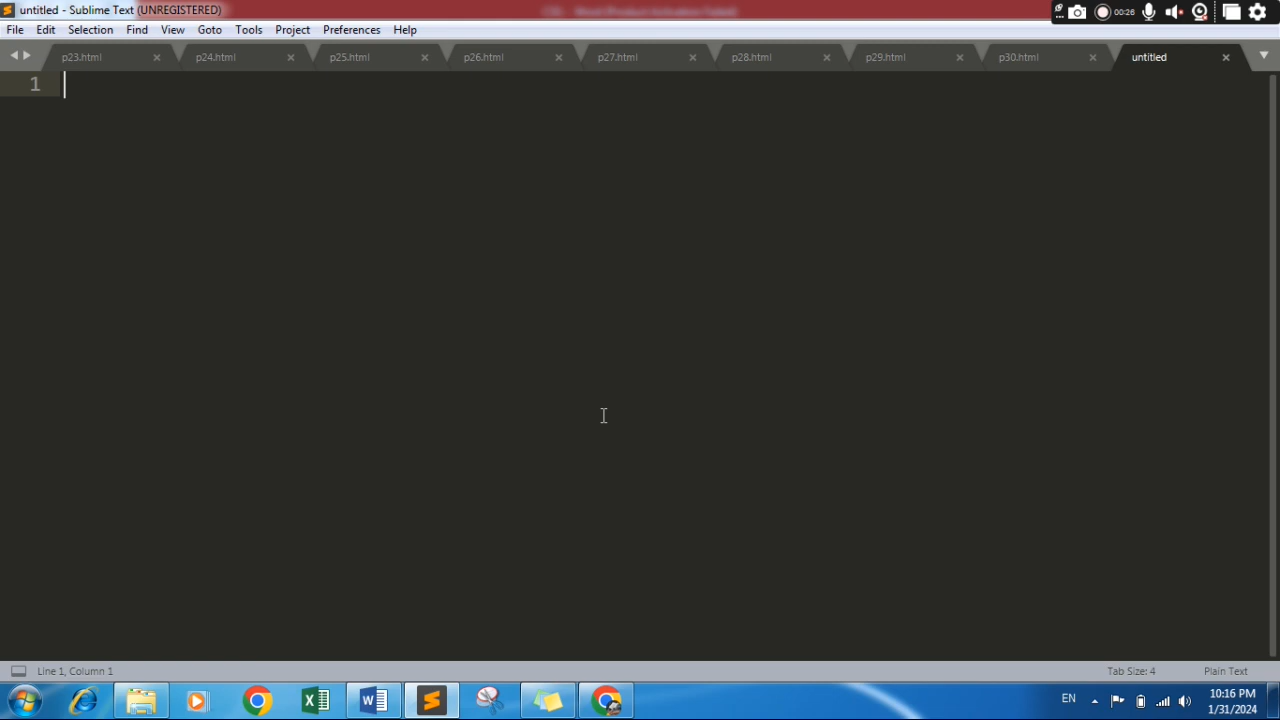 untitled - Sublime Text (UNREGISTERED)
00:26
File Edit Selection Find View Goto Tools Project Preferences Help
p23.html p24.html p25.html p26.html p27.html p28.html p29.html p30.html untitled
1
Line 1, Column 1 Tab Size: 4 Plain Text
EN 10:16 PM
1/31/2024